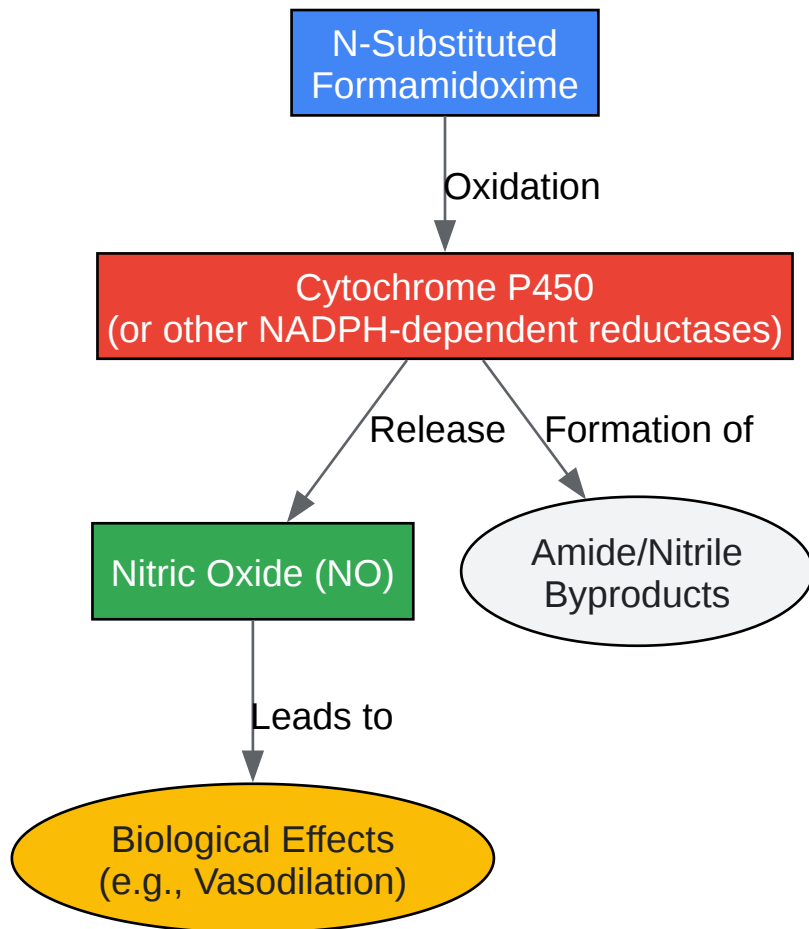 N-Substituted
Formamidoxime
Oxidation
Cytochrome P450
(or other NADPH-dependent reductases)
Release
Formation of
Nitric Oxide (NO)
Amide/Nitrile
Byproducts
Leads to
Biological Effects
(e.g., Vasodilation)